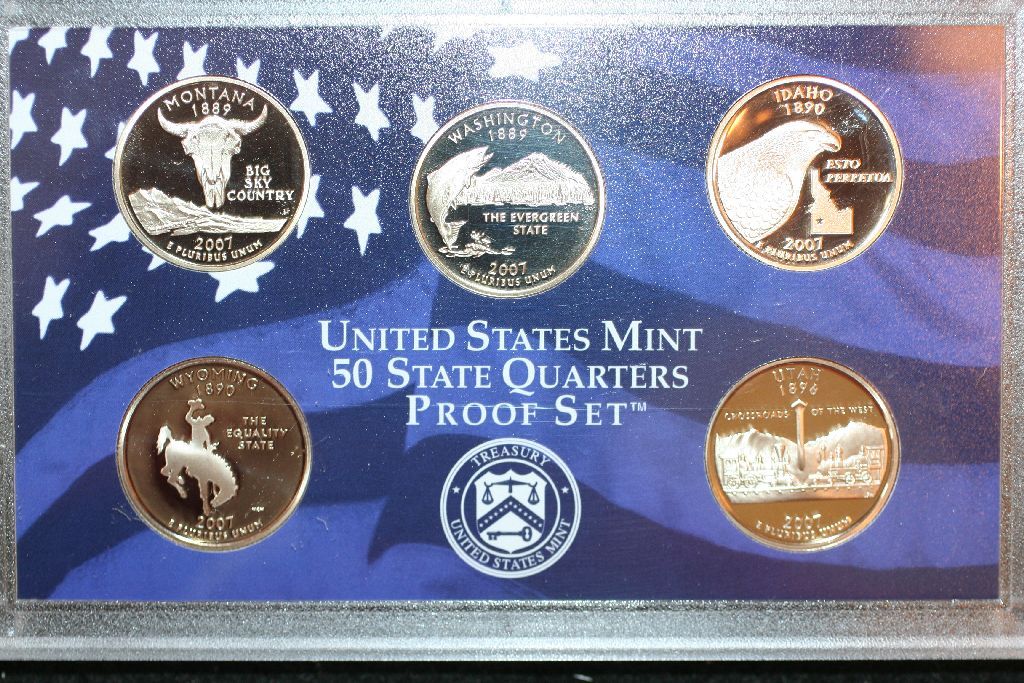 MONTANA
1889
BIG
SKY
COUNTRY
2007
E PLURIBUS UNUM
WASHINGTON
1889
THE EVERGREEN
STATE
2007
E PLURIBUS UNUM
IDAHO
1890
ESTO
PERPETUA
2007
E PLURIBUS UNUM
UNITED STATES MINT
50 STATE QUARTERS
PROOF SET™
WYOMING
1890
THE
EQUALITY
STATE
2007
E PLURIBUS UNUM
TREASURY
UNITED STATES MINT
UTAH
1896
CROSSROADS OF THE WEST
2007
E PLURIBUS UNUM